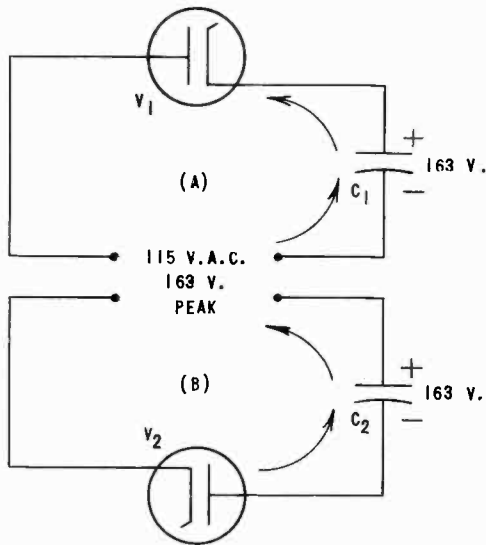 V1
+
163 V.
−
C1
(A)
115 V.A.C.
163 V.
PEAK
(B)
+
163 V.
−
C2
V2